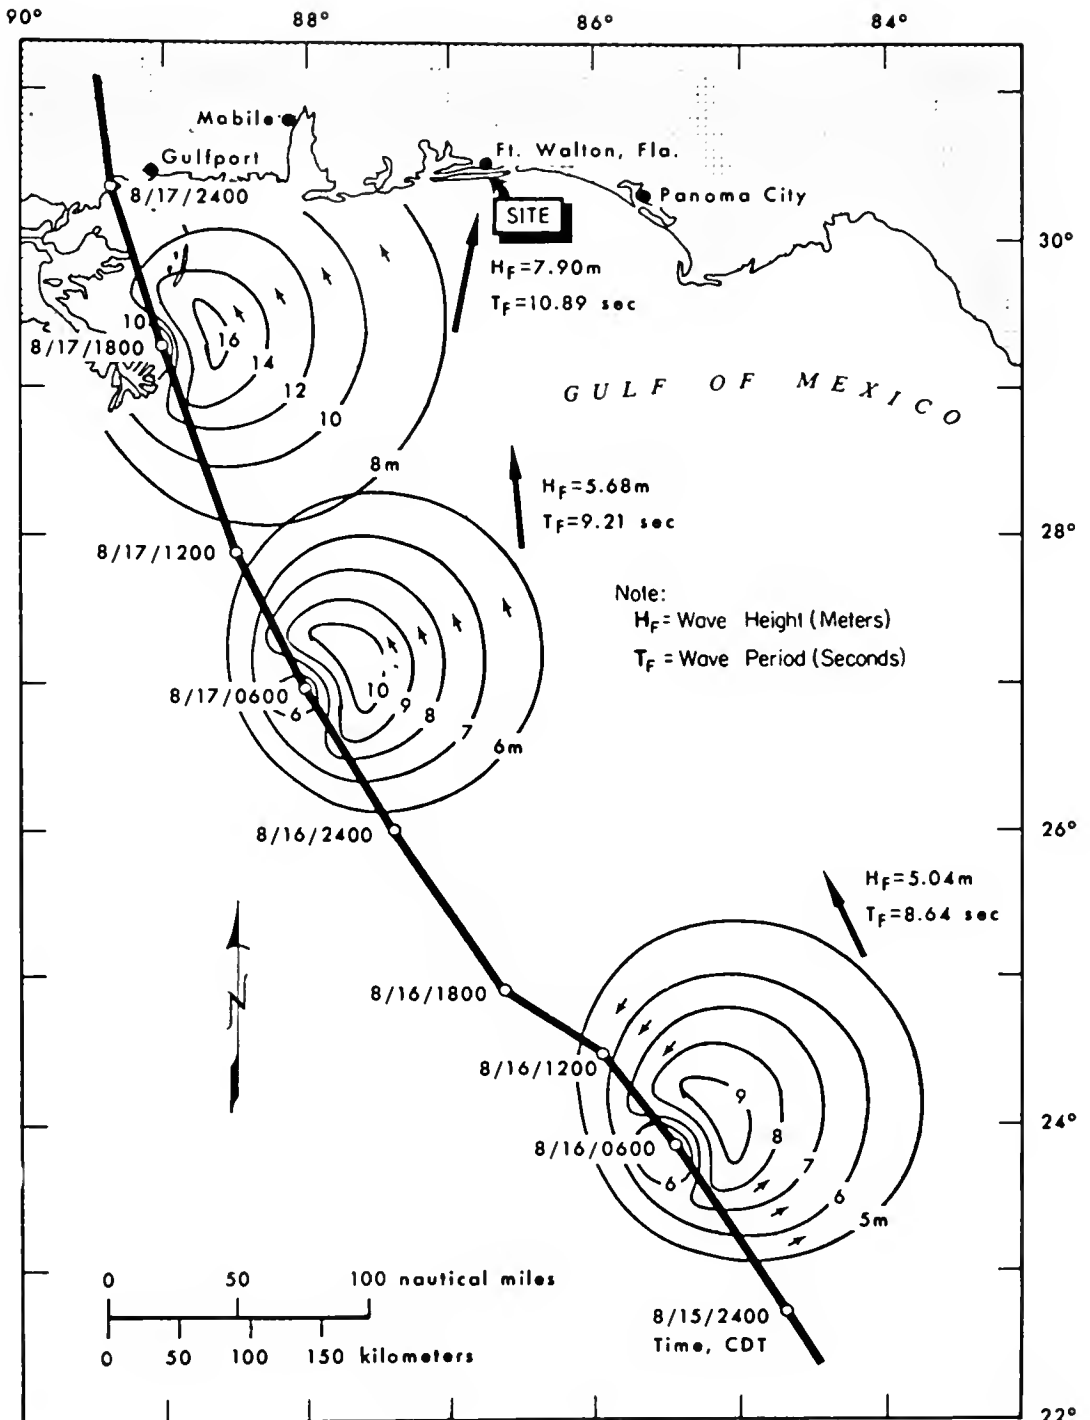 90° 88° 86° 84°
Mobile
Gulfport
8/17/2400
Ft. Walton, Fla.
Panoma City
SITE
30°
H_F=7.90m
T_F=10.89 sec
10
8/17/1800
16
14
12
10
8m
GULF OF MEXICO
H_F=5.68m
T_F=9.21 sec
28°
8/17/1200
Note:
H_F = Wave Height (Meters)
T_F = Wave Period (Seconds)
8/17/0600
6
10
9
8
7
6m
8/16/2400
26°
H_F=5.04m
T_F=8.64 sec
N
8/16/1800
8/16/1200
9
8
7
6
5m
8/16/0600
6
24°
0 50 100 nautical miles
0 50 100 150 kilometers
8/15/2400
Time, CDT
22°